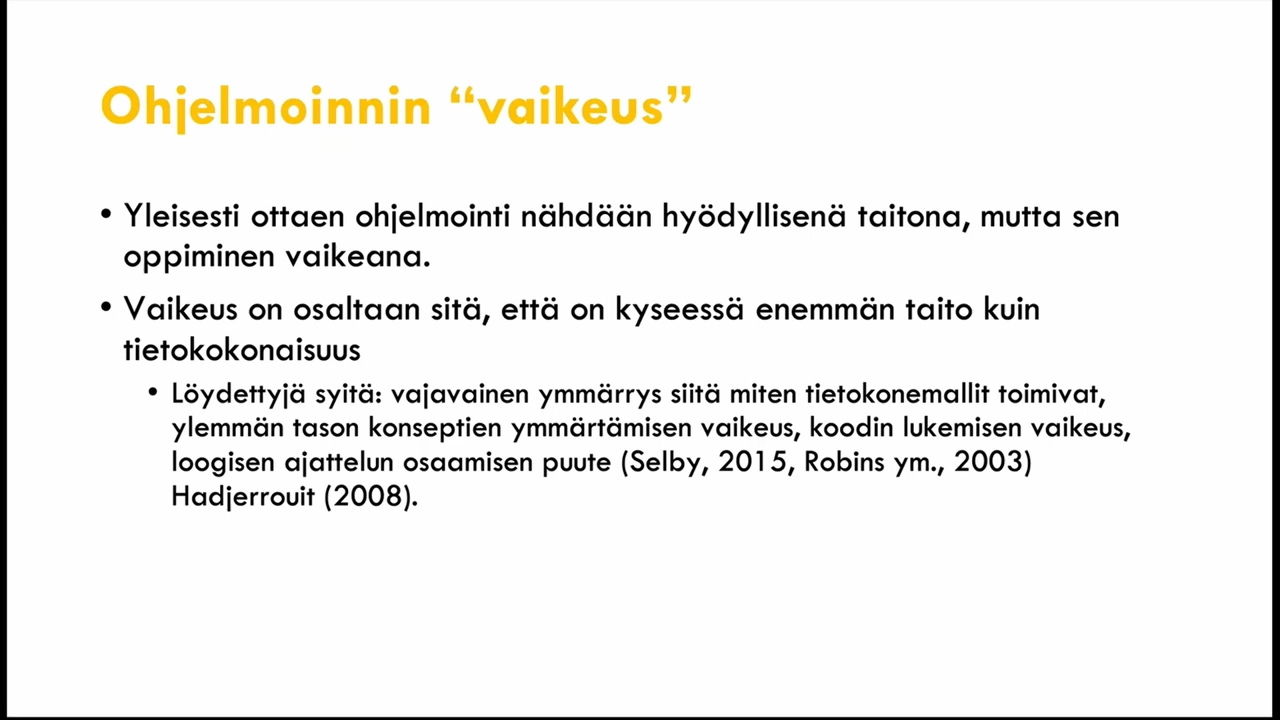 Ohjelmoinnin “vaikeus”
• Yleisesti ottaen ohjelmointi nähdään hyödyllisenä taitona, mutta sen
oppiminen vaikeana.
• Vaikeus on osaltaan sitä, että on kyseessä enemmän taito kuin
tietokokonaisuus
• Löydettyjä syitä: vajavainen ymmärrys siitä miten tietokonemallit toimivat,
ylemmän tason konseptien ymmärtämisen vaikeus, koodin lukemisen vaikeus,
loogisen ajattelun osaamisen puute (Selby, 2015, Robins ym., 2003)
Hadjerrouit (2008).